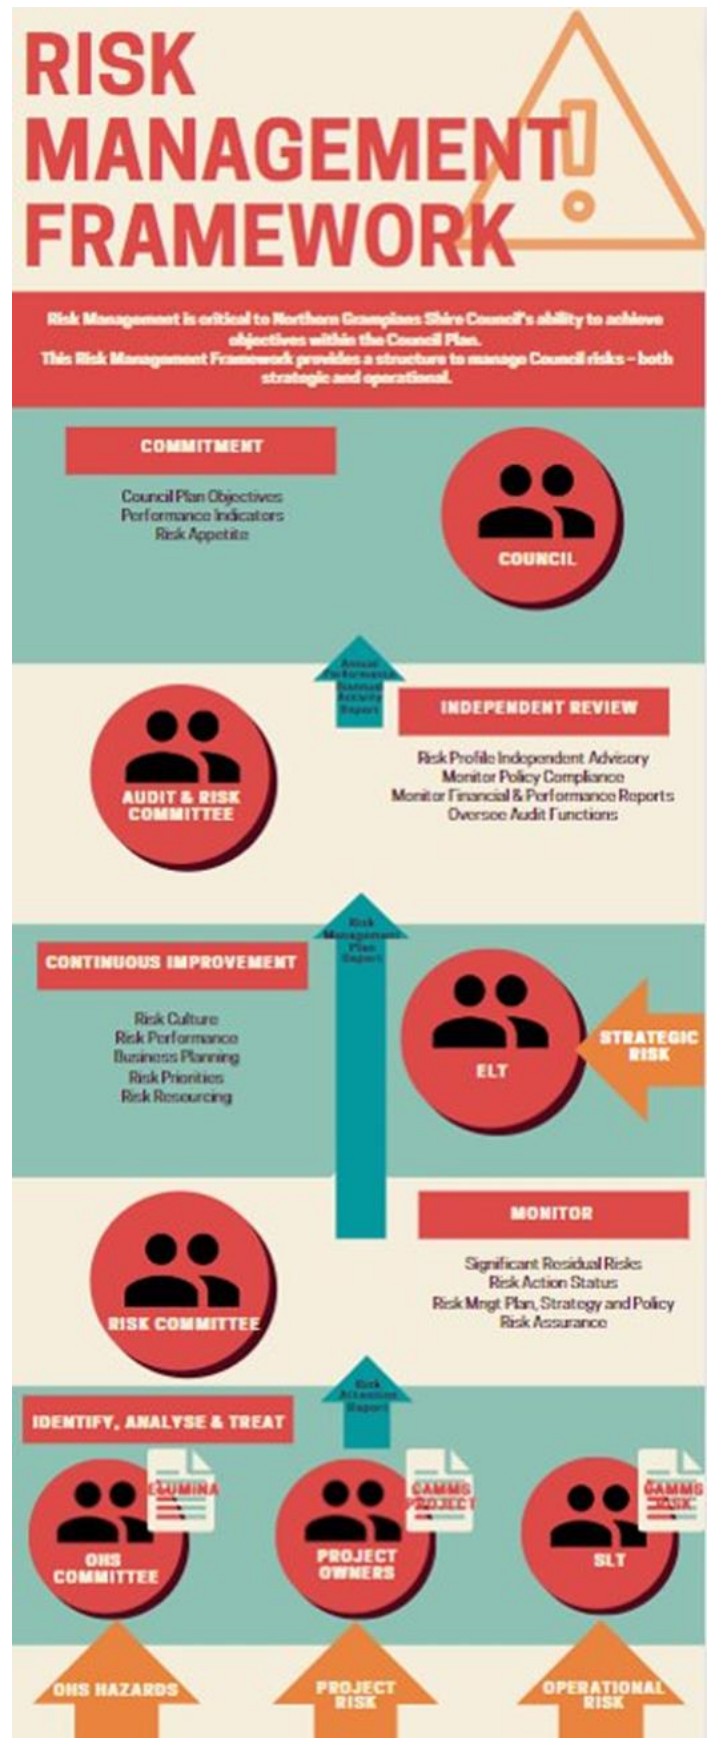 RISK
MANAGEMENT
FRAMEWORK
Risk Management is critical to Northern Grampians Shire Council's ability to achieve
objectives within the Council Plan.
This Risk Management Framework provides a structure to manage Council risks – both
strategic and operational.
COMMITMENT
Council Plan Objectives
Performance Indicators
Risk Appetite
COUNCIL
Annual
Performance
Report
AUDIT & RISK
COMMITTEE
INDEPENDENT REVIEW
Risk Profile Independent Advisory
Monitor Policy Compliance
Monitor Financial & Performance Reports
Oversee Audit Functions
Risk
Management
Plan
Report
CONTINUOUS IMPROVEMENT
Risk Culture
Risk Performance
Business Planning
Risk Priorities
Risk Resourcing
ELT
STRATEGIC
RISK
RISK COMMITTEE
MONITOR
Significant Residual Risks
Risk Action Status
Risk Mngt Plan, Strategy and Policy
Risk Assurance
Risk
Attention
Report
IDENTIFY, ANALYSE & TREAT
OHS
COMMITTEE
ELUMINA
PROJECT
OWNERS
CAMMS
PROJECT
SLT
CAMMS
RISK
OHS HAZARDS
PROJECT
RISK
OPERATIONAL
RISK